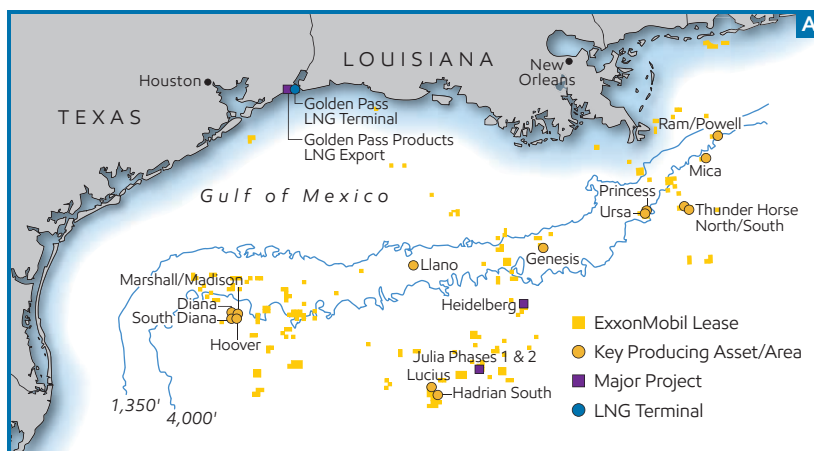 A
LOUISIANA
Houston
New
Orleans
TEXAS
Golden Pass
LNG Terminal
Golden Pass Products
LNG Export
Ram/Powell
Mica
Gulf of Mexico
Princess
Ursa
Thunder Horse
North/South
Genesis
Llano
Marshall/Madison
Diana
South Diana
Hoover
Heidelberg
Julia Phases 1 & 2
Lucius
Hadrian South
1,350'
4,000'
ExxonMobil Lease
Key Producing Asset/Area
Major Project
LNG Terminal